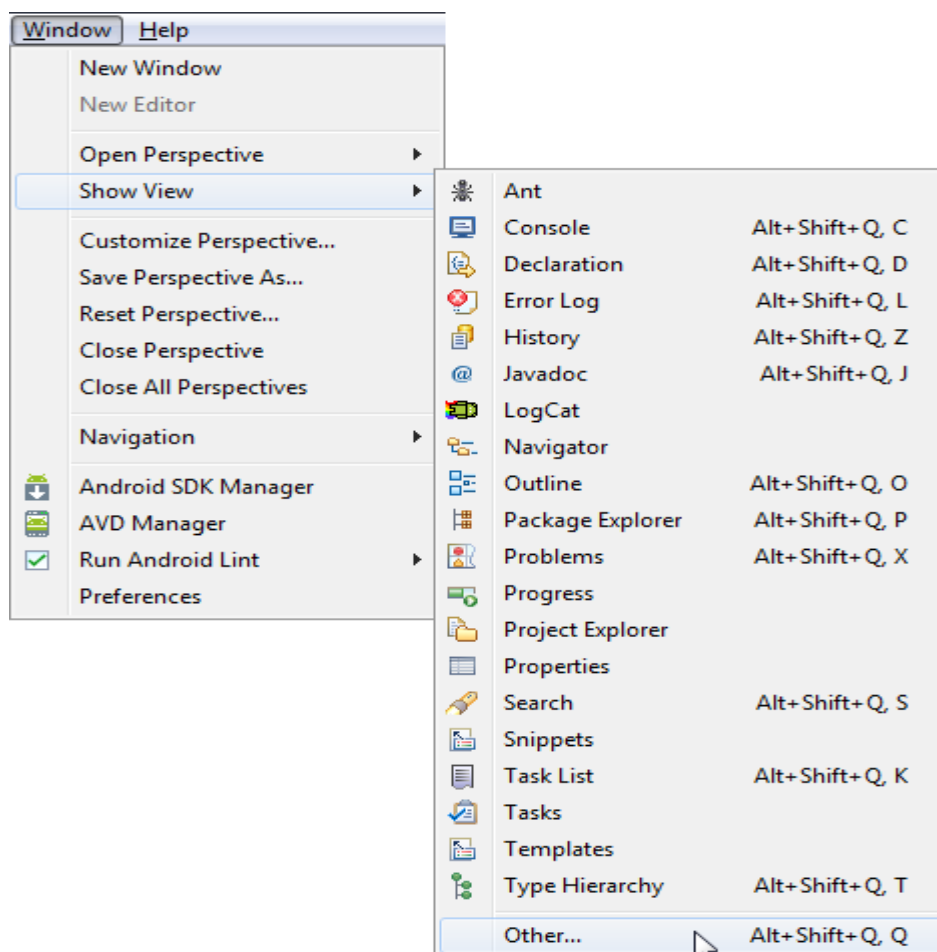 Window Help
New Window
New Editor
Open Perspective
Show View
Customize Perspective...
Save Perspective As...
Reset Perspective...
Close Perspective
Close All Perspectives
Navigation
Android SDK Manager
AVD Manager
Run Android Lint
Preferences
Ant
Console Alt+Shift+Q, C
Declaration Alt+Shift+Q, D
Error Log Alt+Shift+Q, L
History Alt+Shift+Q, Z
Javadoc Alt+Shift+Q, J
LogCat
Navigator
Outline Alt+Shift+Q, O
Package Explorer Alt+Shift+Q, P
Problems Alt+Shift+Q, X
Progress
Project Explorer
Properties
Search Alt+Shift+Q, S
Snippets
Task List Alt+Shift+Q, K
Tasks
Templates
Type Hierarchy Alt+Shift+Q, T
Other... Alt+Shift+Q, Q